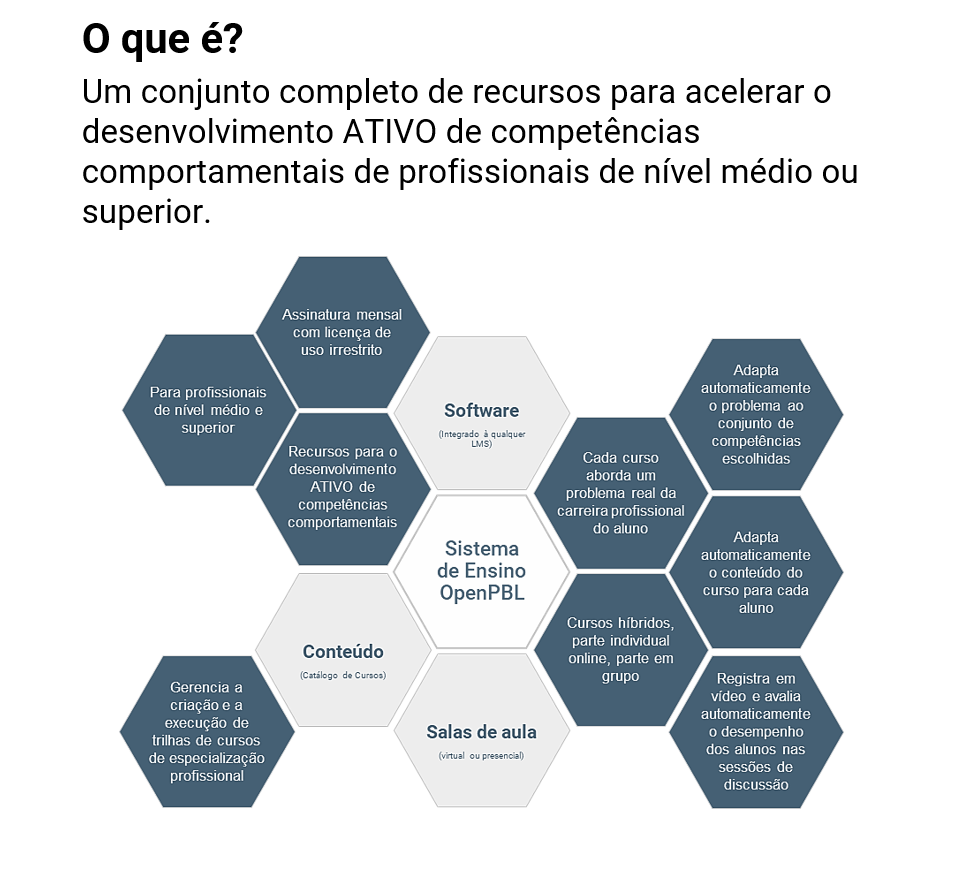 O que é?
Um conjunto completo de recursos para acelerar o
desenvolvimento ATIVO de competências
comportamentais de profissionais de nível médio ou
superior.
Assinatura mensal
com licença de
uso irrestrito
Para profissionais
de nível médio e
superior
Recursos para o
desenvolvimento
ATIVO de
competências
comportamentais
Software
(Integrado à qualquer
LMS)
Cada curso
aborda um
problema real da
carreira profissional
do aluno
Adapta
automaticamente
o problema ao
conjunto de
competências
escolhidas
Sistema
de Ensino
OpenPBL
Adapta
automaticamente
o conteúdo do
curso para cada
aluno
Conteúdo
(Catálogo de Cursos)
Cursos híbridos,
parte individual
online, parte em
grupo
Gerencia a
criação e a
execução de
trilhas de cursos
de especialização
profissional
Salas de aula
(virtual ou presencial)
Registra em
vídeo e avalia
automaticamente
o desempenho
dos alunos nas
sessões de
discussão